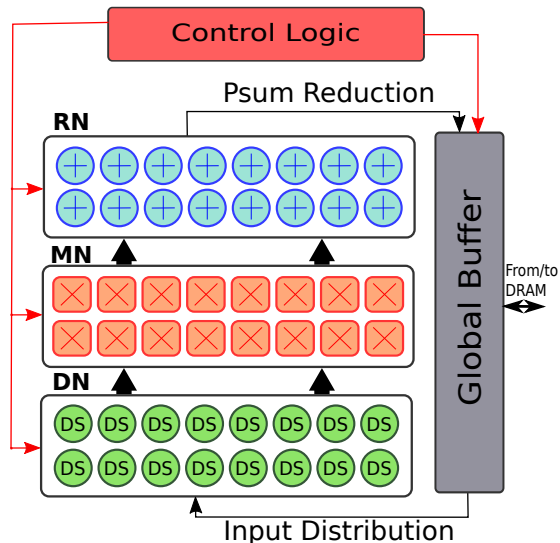 Control Logic
Psum Reduction
RN
MN
DN
DS DS DS DS DS DS DS DS
DS DS DS DS DS DS DS DS
Global Buffer
From/to
DRAM
Input Distribution